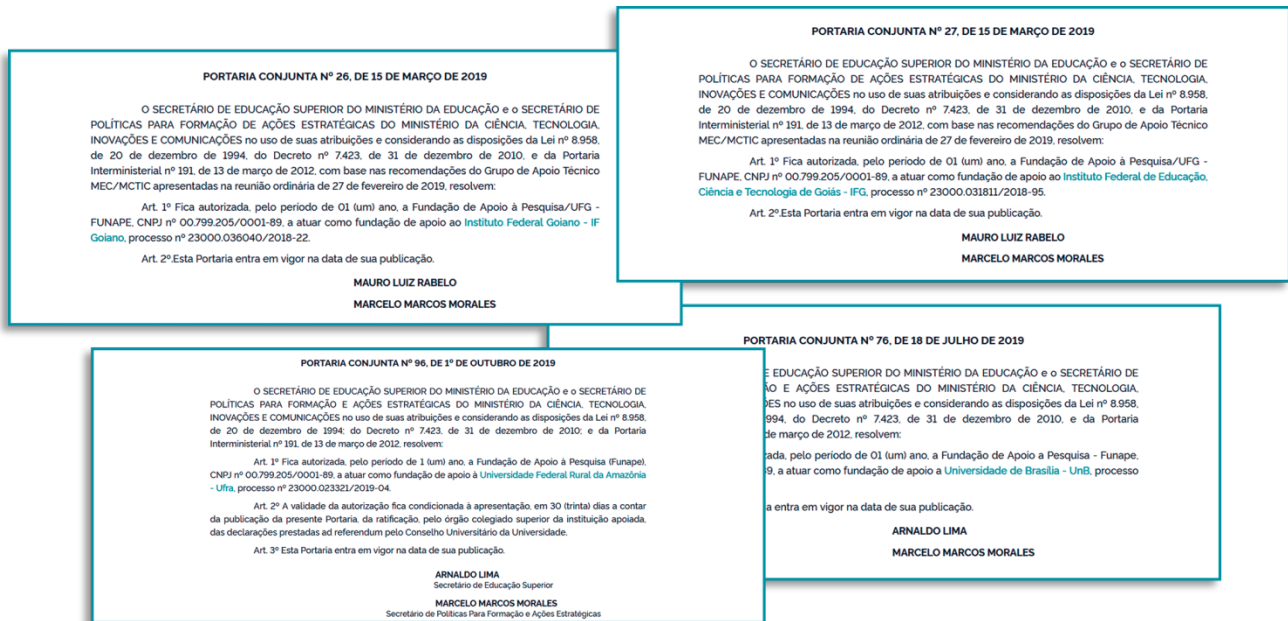 PORTARIA CONJUNTA Nº 26, DE 15 DE MARÇO DE 2019
O SECRETÁRIO DE EDUCAÇÃO SUPERIOR DO MINISTÉRIO DA EDUCAÇÃO e o SECRETÁRIO DE
POLÍTICAS PARA FORMAÇÃO DE AÇÕES ESTRATÉGICAS DO MINISTÉRIO DA CIÊNCIA, TECNOLOGIA,
INOVAÇÕES E COMUNICAÇÕES no uso de suas atribuições e considerando as disposições da Lei nº 8.958,
de 20 de dezembro de 1994, do Decreto nº 7.423, de 31 de dezembro de 2010, e da Portaria
Interministerial nº 191, de 13 de março de 2012, com base nas recomendações do Grupo de Apoio Técnico
MEC/MCTIC apresentadas na reunião ordinária de 27 de fevereiro de 2019, resolvem:
Art. 1º Fica autorizada, pelo período de 01 (um) ano, a Fundação de Apoio à Pesquisa/UFG -
FUNAPE, CNPJ nº 00.799.205/0001-89, a atuar como fundação de apoio ao Instituto Federal Goiano - IF
Goiano, processo nº 23000.036040/2018-22.
Art. 2º.Esta Portaria entra em vigor na data de sua publicação.
MAURO LUIZ RABELO
MARCELO MARCOS MORALES
PORTARIA CONJUNTA Nº 27, DE 15 DE MARÇO DE 2019
O SECRETÁRIO DE EDUCAÇÃO SUPERIOR DO MINISTÉRIO DA EDUCAÇÃO e o SECRETÁRIO DE
POLÍTICAS PARA FORMAÇÃO DE AÇÕES ESTRATÉGICAS DO MINISTÉRIO DA CIÊNCIA, TECNOLOGIA,
INOVAÇÕES E COMUNICAÇÕES no uso de suas atribuições e considerando as disposições da Lei nº 8.958,
de 20 de dezembro de 1994, do Decreto nº 7.423, de 31 de dezembro de 2010, e da Portaria
Interministerial nº 191, de 13 de março de 2012, com base nas recomendações do Grupo de Apoio Técnico
MEC/MCTIC apresentadas na reunião ordinária de 27 de fevereiro de 2019, resolvem:
Art. 1º Fica autorizada, pelo período de 01 (um) ano, a Fundação de Apoio à Pesquisa/UFG -
FUNAPE, CNPJ nº 00.799.205/0001-89, a atuar como fundação de apoio ao Instituto Federal de Educação,
Ciência e Tecnologia de Goiás - IFG, processo nº 23000.031811/2018-95.
Art. 2º.Esta Portaria entra em vigor na data de sua publicação.
MAURO LUIZ RABELO
MARCELO MARCOS MORALES
PORTARIA CONJUNTA Nº 96, DE 1º DE OUTUBRO DE 2019
O SECRETÁRIO DE EDUCAÇÃO SUPERIOR DO MINISTÉRIO DA EDUCAÇÃO e o SECRETÁRIO DE
POLÍTICAS PARA FORMAÇÃO E AÇÕES ESTRATÉGICAS DO MINISTÉRIO DA CIÊNCIA, TECNOLOGIA,
INOVAÇÕES E COMUNICAÇÕES no uso de suas atribuições e considerando as disposições da Lei nº 8.958,
de 20 de dezembro de 1994; do Decreto nº 7.423, de 31 de dezembro de 2010; e da Portaria
Interministerial nº 191, de 13 de março de 2012, resolvem:
Art. 1º Fica autorizada, pelo período de 1 (um) ano, a Fundação de Apoio à Pesquisa (Funape),
CNPJ nº 00.799.205/0001-89, a atuar como fundação de apoio à Universidade Federal Rural da Amazônia
- Ufra, processo nº 23000.023321/2019-04.
Art. 2º A validade da autorização fica condicionada à apresentação, em 30 (trinta) dias a contar
da publicação da presente Portaria, da ratificação, pelo órgão colegiado superior da instituição apoiada,
das declarações prestadas ad referendum pelo Conselho Universitário da Universidade.
Art. 3º Esta Portaria entra em vigor na data de sua publicação.
ARNALDO LIMA
Secretário de Educação Superior
MARCELO MARCOS MORALES
Secretário de Políticas Para Formação e Ações Estratégicas
PORTARIA CONJUNTA Nº 76, DE 18 DE JULHO DE 2019
E EDUCAÇÃO SUPERIOR DO MINISTÉRIO DA EDUCAÇÃO e o SECRETÁRIO DE
E AÇÕES ESTRATÉGICAS DO MINISTÉRIO DA CIÊNCIA, TECNOLOGIA,
no uso de suas atribuições e considerando as disposições da Lei nº 8.958,
994, do Decreto nº 7.423, de 31 de dezembro de 2010, e da Portaria
de março de 2012, resolvem:
zada, pelo período de 01 (um) ano, a Fundação de Apoio a Pesquisa - Funape,
9, a atuar como fundação de apoio a Universidade de Brasília - UnB, processo
a entra em vigor na data de sua publicação.
ARNALDO LIMA
MARCELO MARCOS MORALES